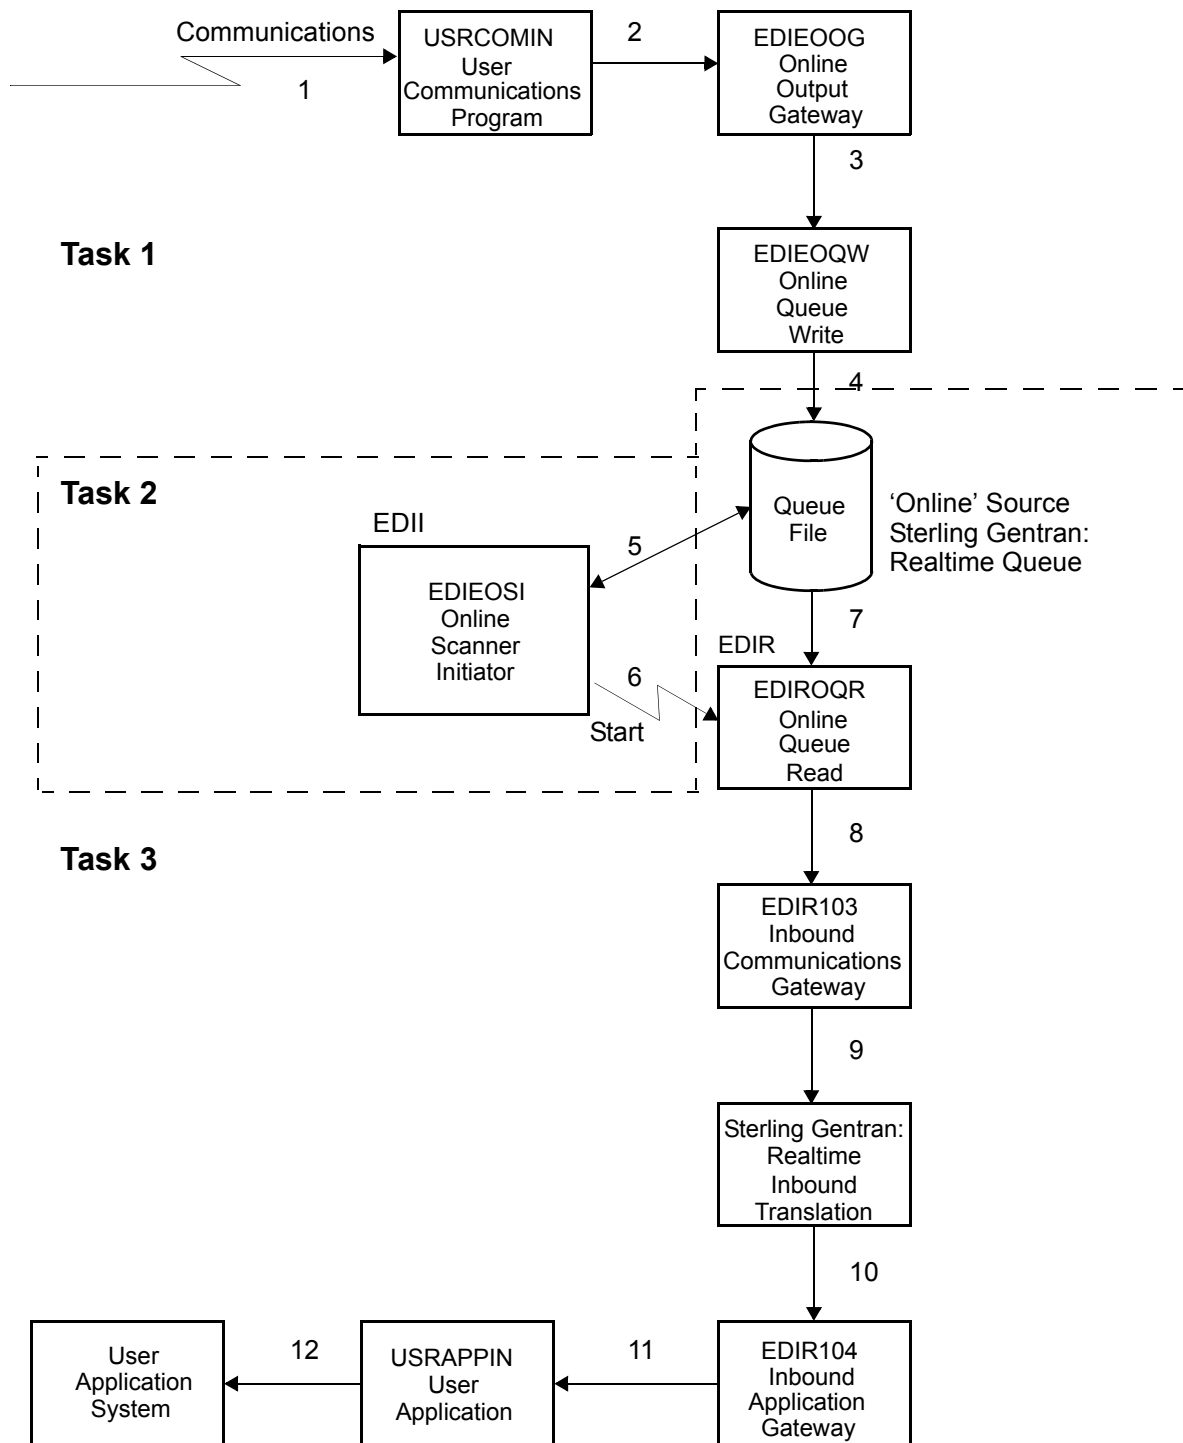 Communications
1
USRCOMIN
User
Communications
Program
2
EDIEOOG
Online
Output
Gateway
3
Task 1
EDIEOQW
Online
Queue
Write
4
Task 2
Queue
File
‘Online’ Source
Sterling Gentran:
Realtime Queue
EDII
5
EDIEOSI
Online
Scanner
Initiator
7
EDIR
6
Start
EDIROQR
Online
Queue
Read
8
Task 3
EDIR103
Inbound
Communications
Gateway
9
Sterling Gentran:
Realtime
Inbound
Translation
10
User
Application
System
12
USRAPPIN
User
Application
11
EDIR104
Inbound
Application
Gateway